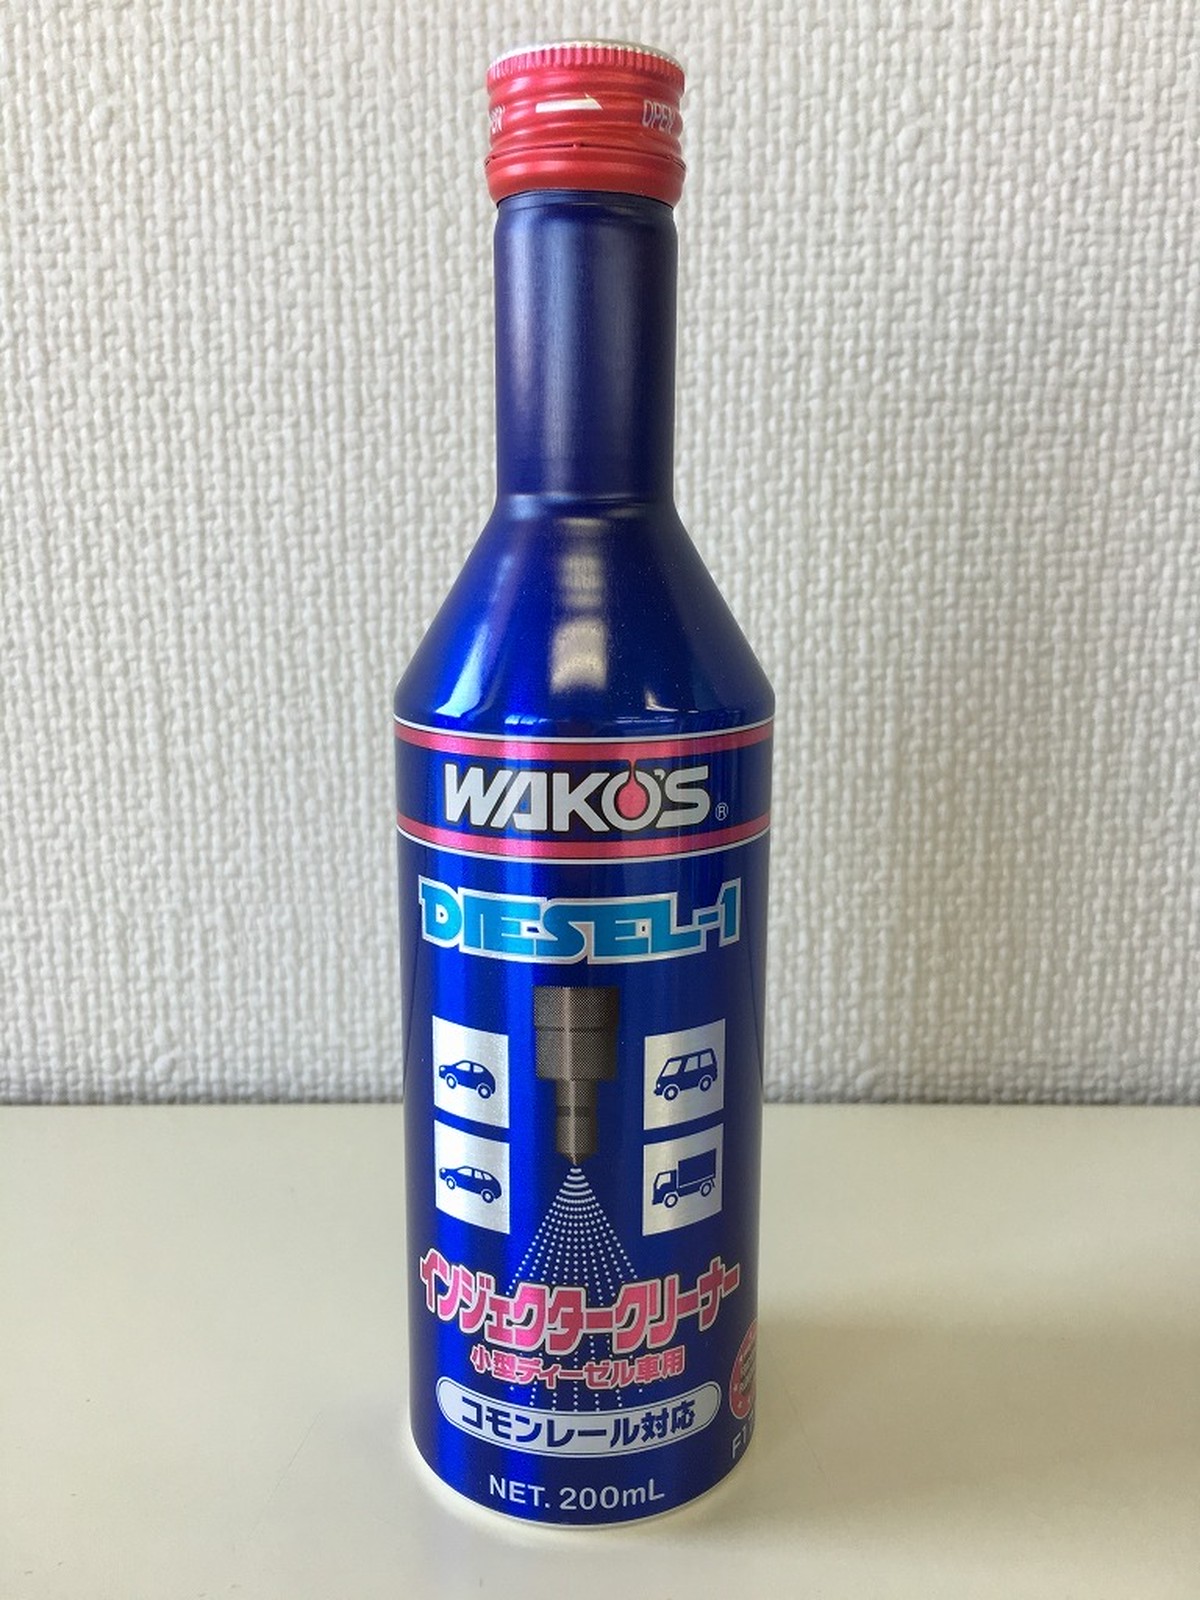 OPEN
WAKO'S ®
DIESEL-1
インジェクタークリーナー
小型ディーゼル車用
コモンレール対応
NET. 200mL